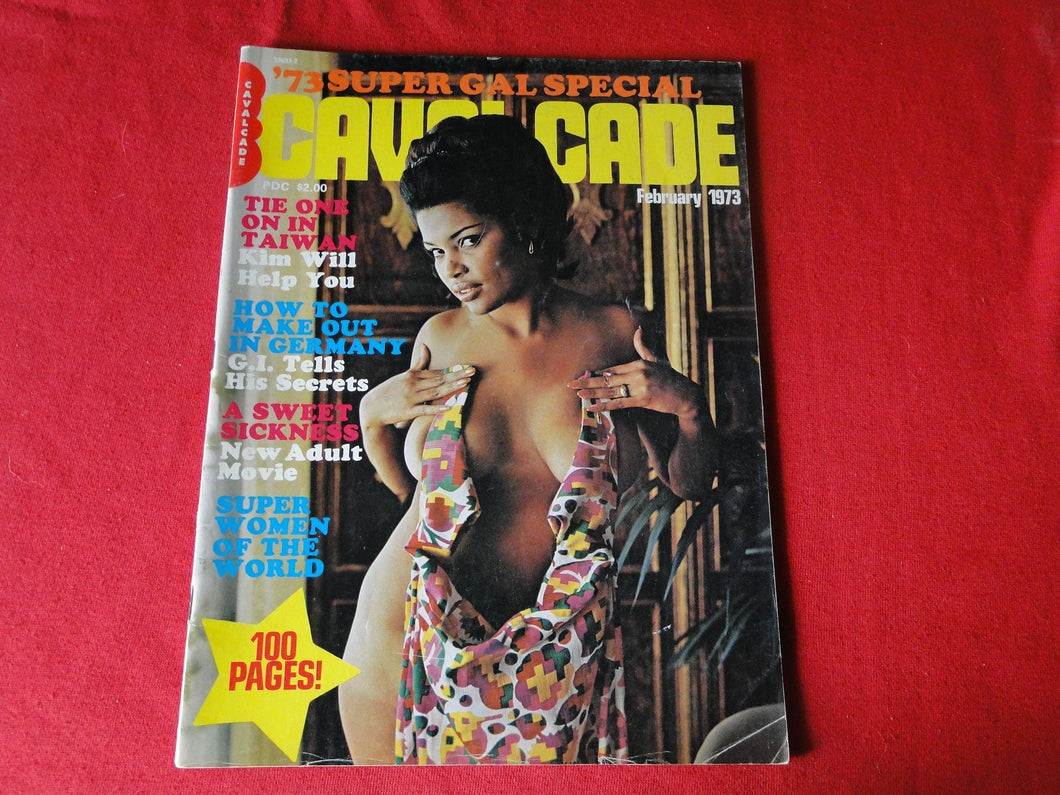 '73 SUPER GAL SPECIAL
CAVALCADE
CAVALCADE
February 1973
PDC $2.00
TIE ONE
ON IN
TAIWAN
Kim Will
Help You
HOW TO
MAKE OUT
IN GERMANY
G.I. Tells
His Secrets
A SWEET
SICKNESS
New Adult
Movie
SUPER
WOMEN
OF THE
WORLD
100
PAGES!